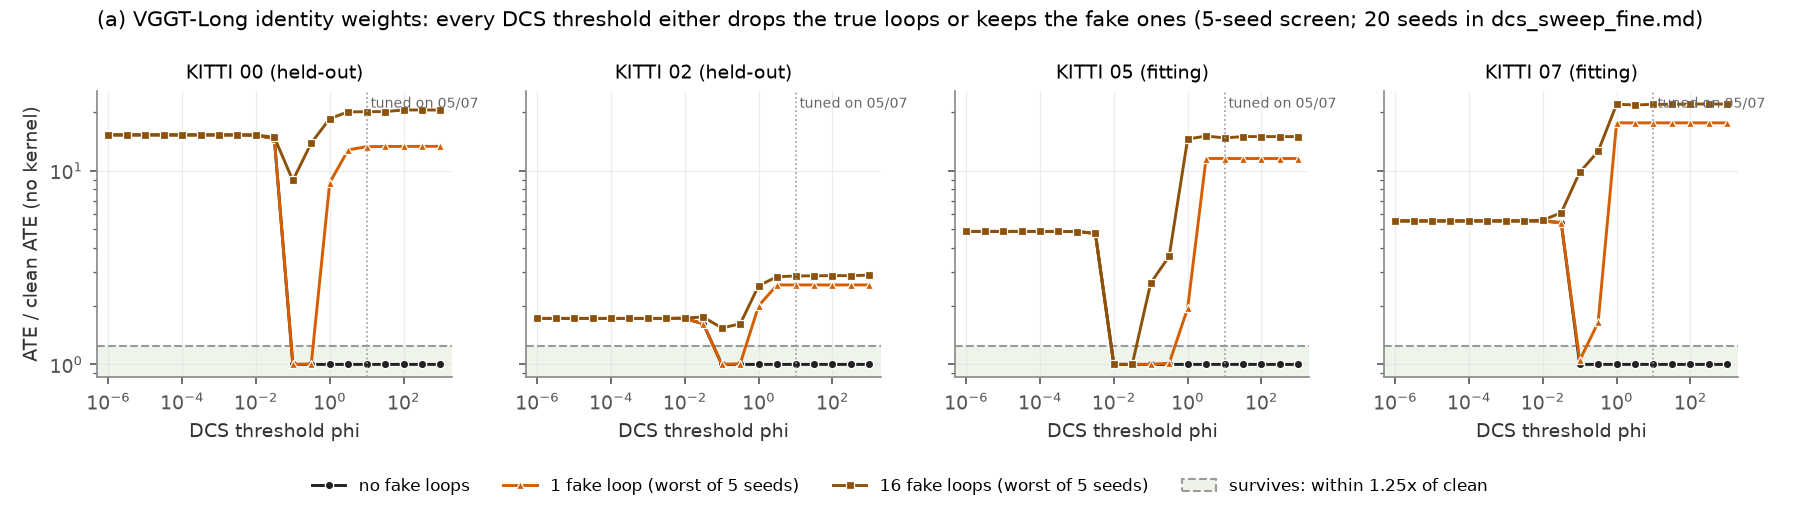 (a) VGGT-Long identity weights: every DCS threshold either drops the true loops or keeps the fake ones (5-seed screen; 20 seeds in dcs_sweep_fine.md)
KITTI 00 (held-out)
KITTI 02 (held-out)
KITTI 05 (fitting)
KITTI 07 (fitting)
ATE / clean ATE (no kernel)
10¹
10⁰
tuned on 05/07
tuned on 05/07
tuned on 05/07
tuned on 05/07
10⁻⁶ 10⁻⁴ 10⁻² 10⁰ 10²
10⁻⁶ 10⁻⁴ 10⁻² 10⁰ 10²
10⁻⁶ 10⁻⁴ 10⁻² 10⁰ 10²
10⁻⁶ 10⁻⁴ 10⁻² 10⁰ 10²
DCS threshold phi
DCS threshold phi
DCS threshold phi
DCS threshold phi
no fake loops
1 fake loop (worst of 5 seeds)
16 fake loops (worst of 5 seeds)
survives: within 1.25x of clean